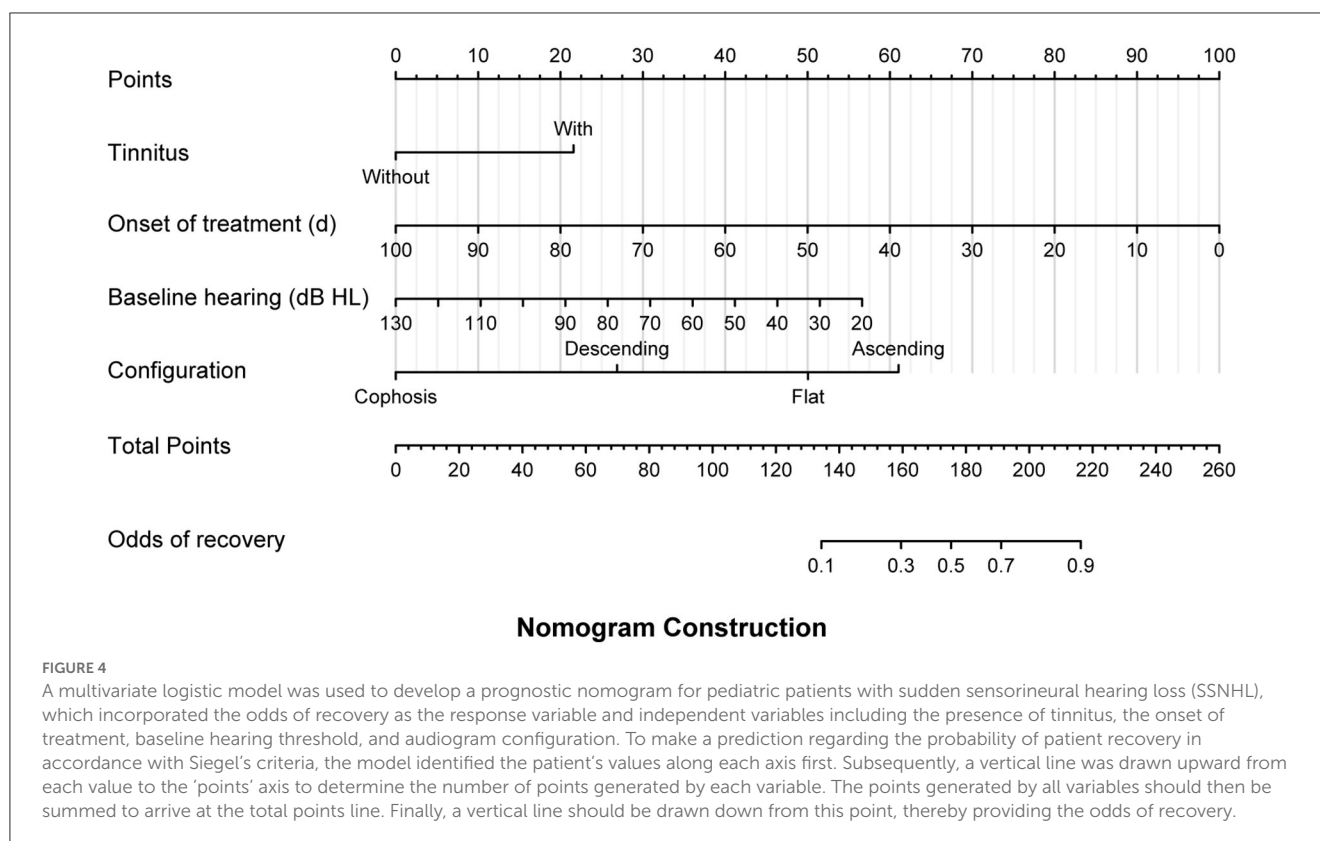 0 10 20 30 40 50 60 70 80 90 100
Points
With
Tinnitus
Without
Onset of treatment (d)
100 90 80 70 60 50 40 30 20 10 0
Baseline hearing (dB HL)
130 110 90 80 70 60 50 40 30 20
Descending Ascending
Configuration
Cophosis Flat
Total Points
0 20 40 60 80 100 120 140 160 180 200 220 240 260
Odds of recovery
0.1 0.3 0.5 0.7 0.9
Nomogram Construction
FIGURE 4
A multivariate logistic model was used to develop a prognostic nomogram for pediatric patients with sudden sensorineural hearing loss (SSNHL),
which incorporated the odds of recovery as the response variable and independent variables including the presence of tinnitus, the onset of
treatment, baseline hearing threshold, and audiogram configuration. To make a prediction regarding the probability of patient recovery in
accordance with Siegel's criteria, the model identified the patient's values along each axis first. Subsequently, a vertical line was drawn upward from
each value to the 'points' axis to determine the number of points generated by each variable. The points generated by all variables should then be
summed to arrive at the total points line. Finally, a vertical line should be drawn down from this point, thereby providing the odds of recovery.